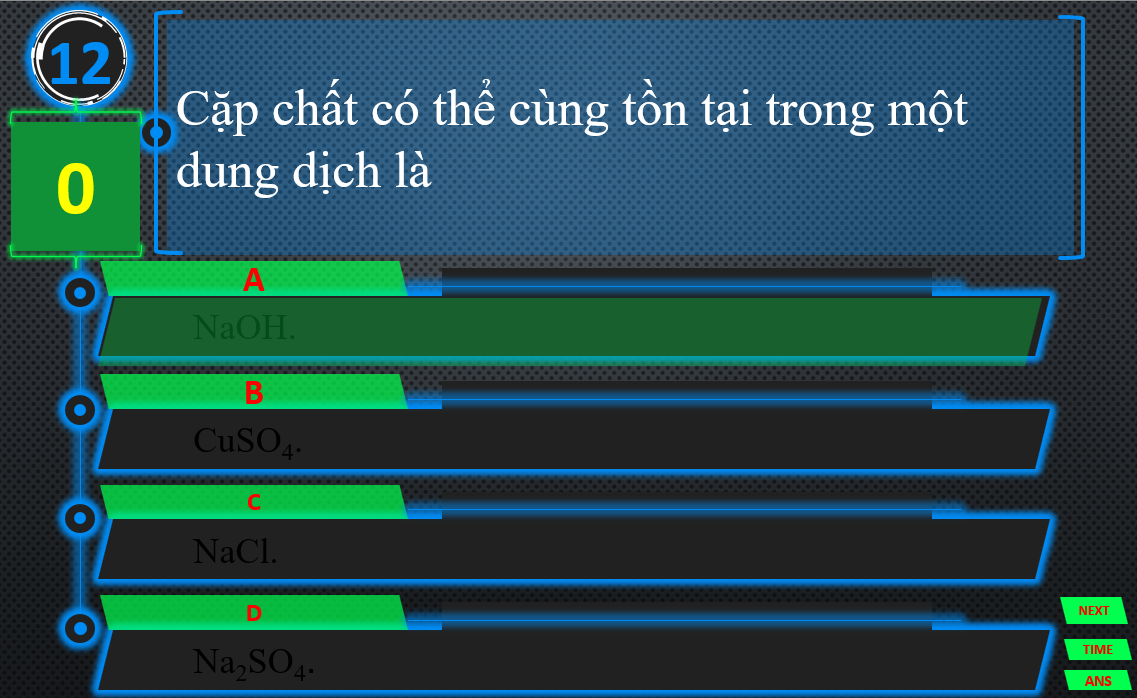 12
0
Cặp chất có thể cùng tồn tại trong một
dung dịch là
A
NaOH.
B
CuSO₄.
C
NaCl.
D
Na₂SO₄.
NEXT
TIME
ANS